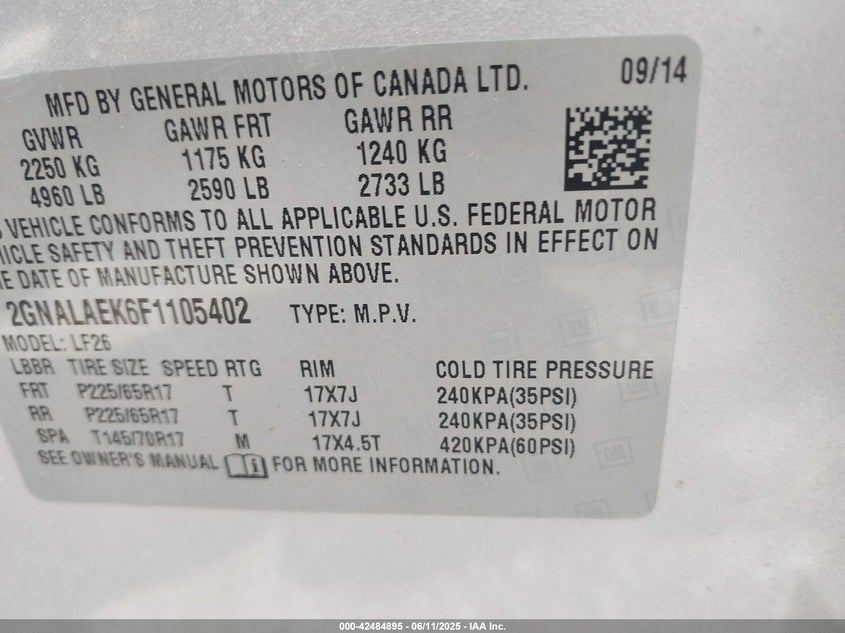 MFD BY GENERAL MOTORS OF CANADA LTD. 09/14
GVWR GAWR FRT GAWR RR
2250 KG 1175 KG 1240 KG
4960 LB 2590 LB 2733 LB
S VEHICLE CONFORMS TO ALL APPLICABLE U.S. FEDERAL MOTOR
HICLE SAFETY AND THEFT PREVENTION STANDARDS IN EFFECT ON
E DATE OF MANUFACTURE SHOWN ABOVE.
2GNALAEK6F1105402 TYPE: M.P.V.
MODEL: LF26
LBBR TIRE SIZE SPEED RTG RIM COLD TIRE PRESSURE
FRT P225/65R17 T 17X7J 240KPA(35PSI)
RR P225/65R17 T 17X7J 240KPA(35PSI)
SPA T145/70R17 M 17X4.5T 420KPA(60PSI)
SEE OWNER'S MANUAL FOR MORE INFORMATION.
GM
000-42484895 - 06/11/2025 - IAA Inc.